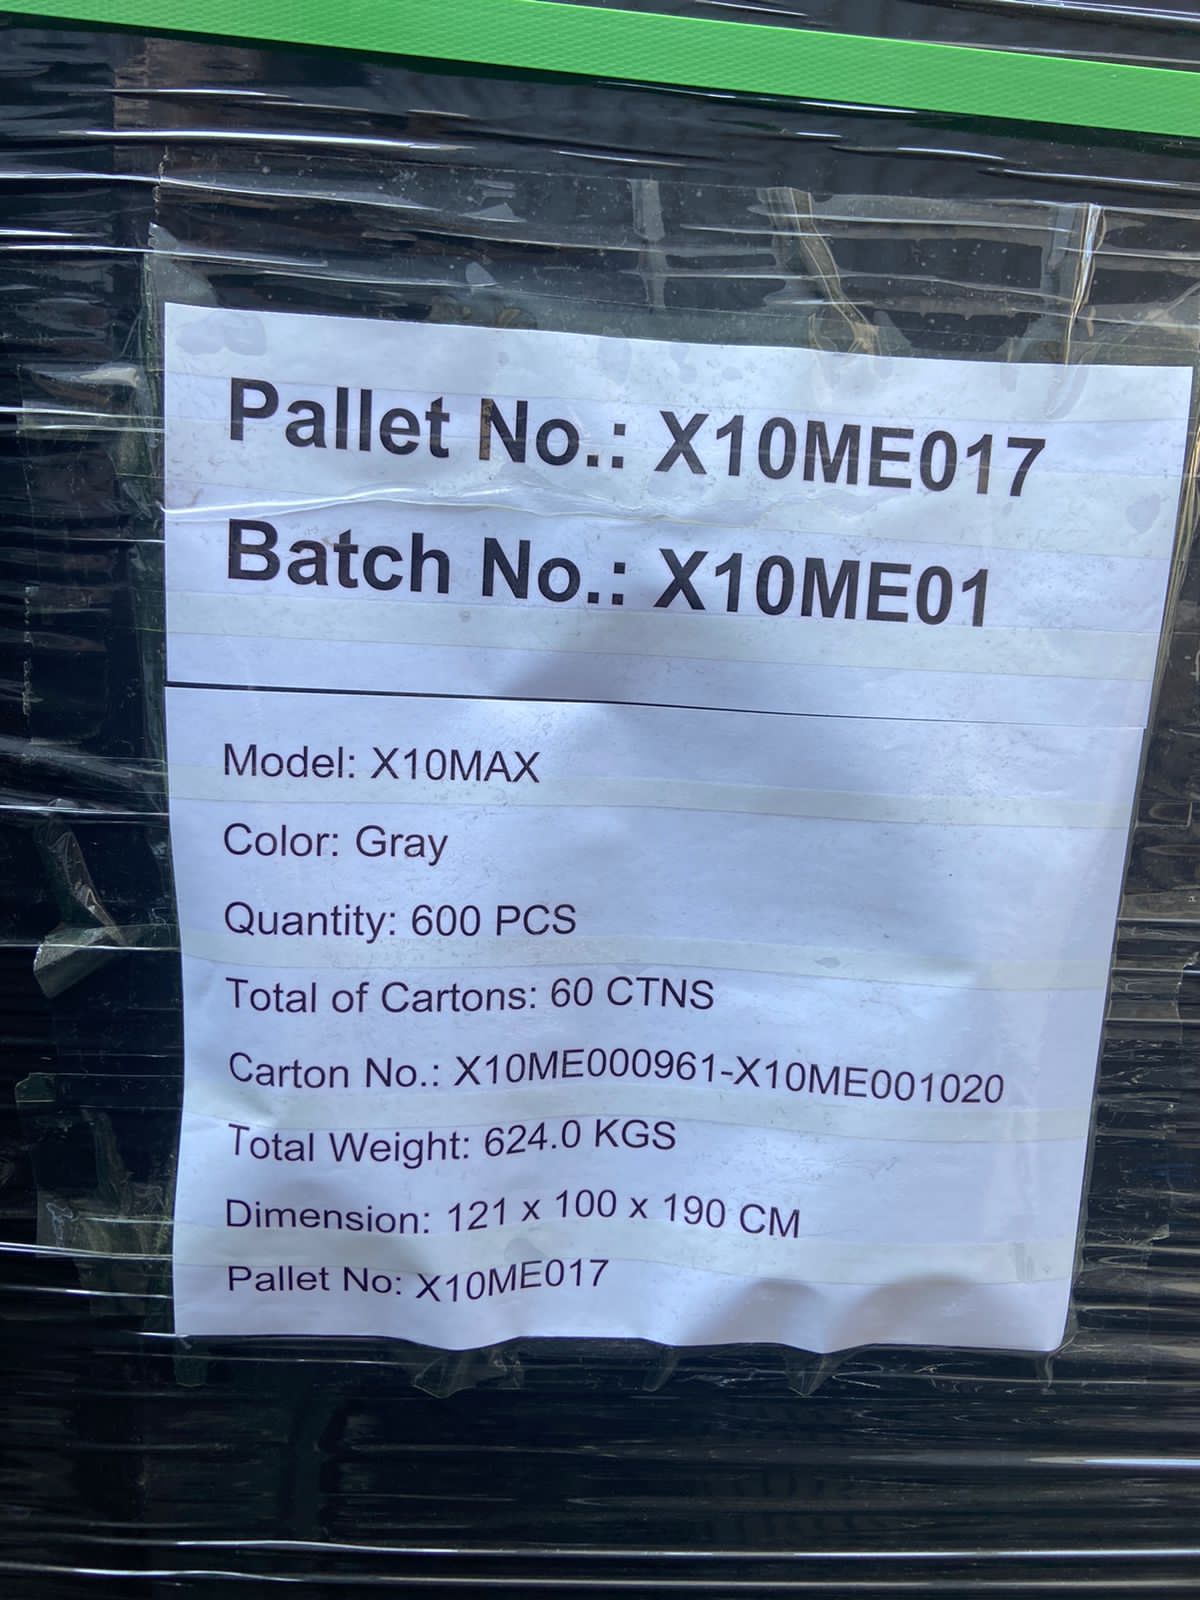 Pallet No.: X10ME017
Batch No.: X10ME01
Model: X10MAX
Color: Gray
Quantity: 600 PCS
Total of Cartons: 60 CTNS
Carton No.: X10ME000961-X10ME001020
Total Weight: 624.0 KGS
Dimension: 121 x 100 x 190 CM
Pallet No: X10ME017